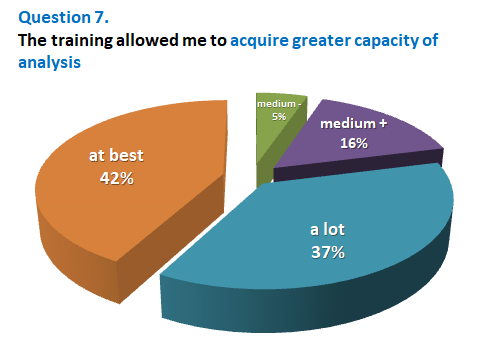 Question 7.
The training allowed me to acquire greater capacity of
analysis
medium -
5%
medium +
16%
at best
42%
a lot
37%